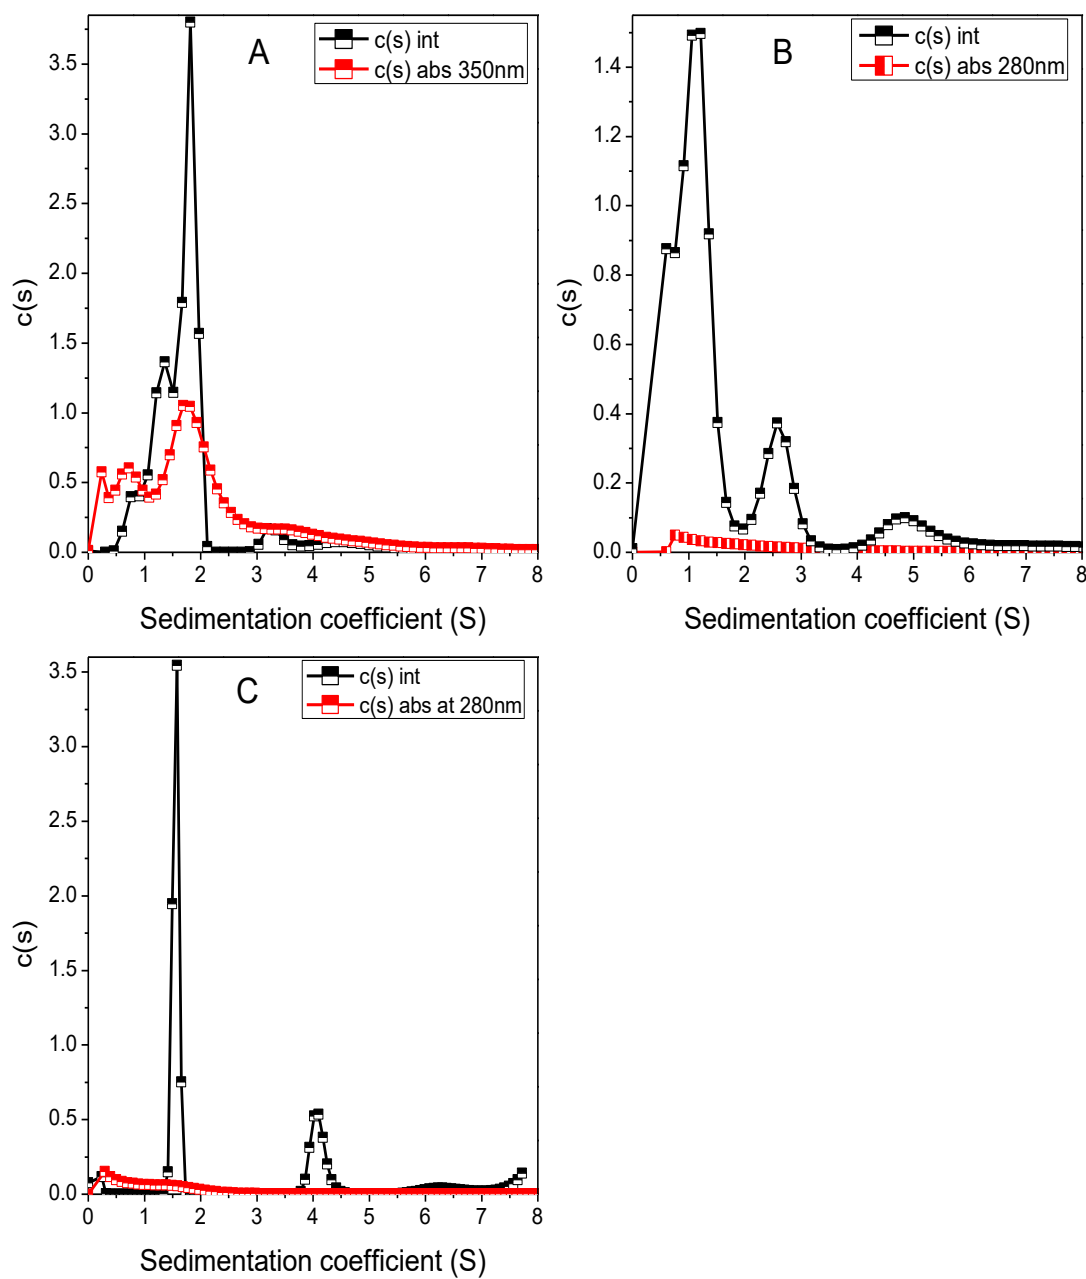 A
c(s) int
c(s) abs 350nm
3.5
3.0
2.5
2.0
1.5
1.0
0.5
0.0
c(s)
0 1 2 3 4 5 6 7 8
Sedimentation coefficient (S)
B
c(s) int
c(s) abs 280nm
1.4
1.2
1.0
0.8
0.6
0.4
0.2
0.0
c(s)
0 1 2 3 4 5 6 7 8
Sedimentation coefficient (S)
C
c(s) int
c(s) abs at 280nm
3.5
3.0
2.5
2.0
1.5
1.0
0.5
0.0
c(s)
0 1 2 3 4 5 6 7 8
Sedimentation coefficient (S)